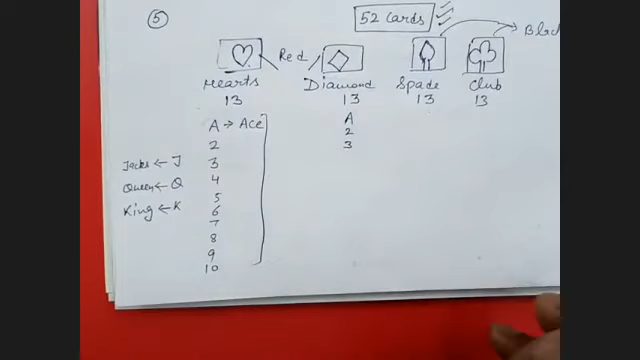 5
52 Cards
Red
Blac
Hearts Diamond Spade Club
13 13 13 13
A → Ace A
2 2
Jacks ← J 3 3
Queen ← Q 4
King ← K 5
6
7
8
9
10